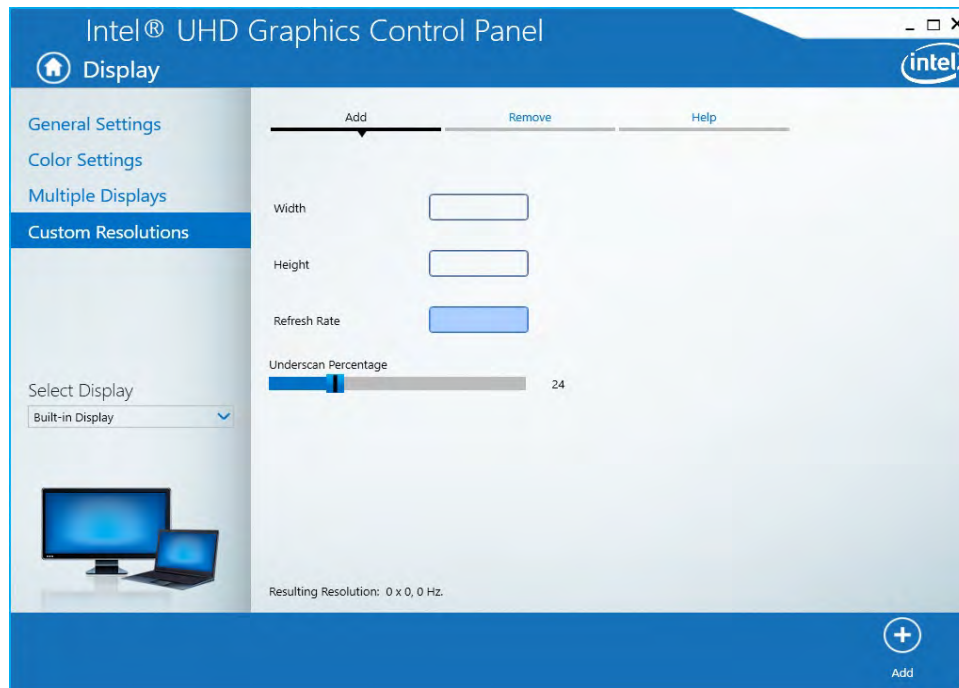 Intel® UHD Graphics Control Panel
Display
intel
General Settings
Color Settings
Multiple Displays
Custom Resolutions
Select Display
Built-in Display
Add
Remove
Help
Width
Height
Refresh Rate
Underscan Percentage
24
Resulting Resolution: 0 x 0, 0 Hz.
Add